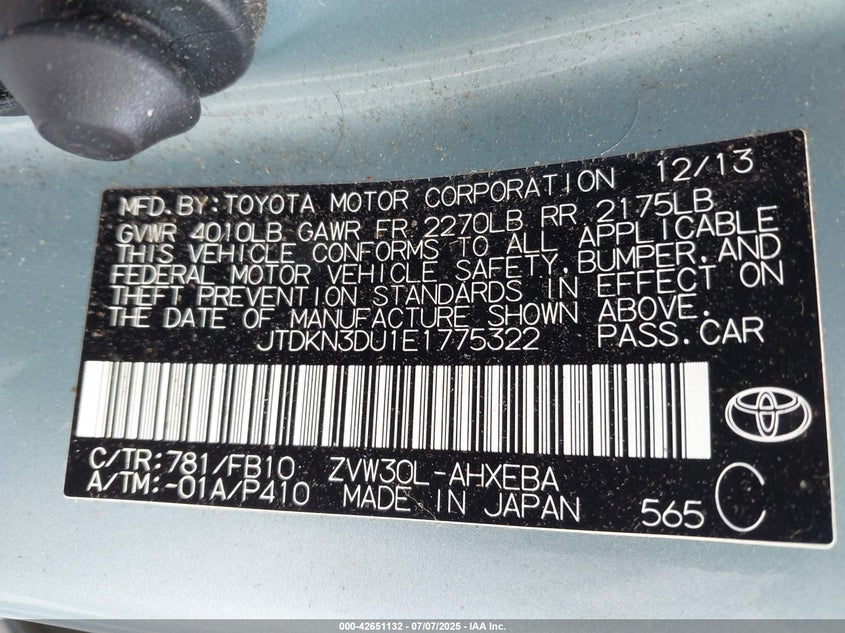 MFD. BY: TOYOTA MOTOR CORPORATION 12/13
GVWR 4010LB GAWR FR 2270LB RR 2175LB
THIS VEHICLE CONFORMS TO ALL APPLICABLE
FEDERAL MOTOR VEHICLE SAFETY, BUMPER, AND
THEFT PREVENTION STANDARDS IN EFFECT ON
THE DATE OF MANUFACTURE SHOWN ABOVE.
JTDKN3DU1E1775322 PASS. CAR
C/TR: 781/FB10 ZVW30L-AHXEBA
A/TM: -01A/P410 MADE IN JAPAN 565 C
000-42651132 - 07/07/2025 - IAA Inc.